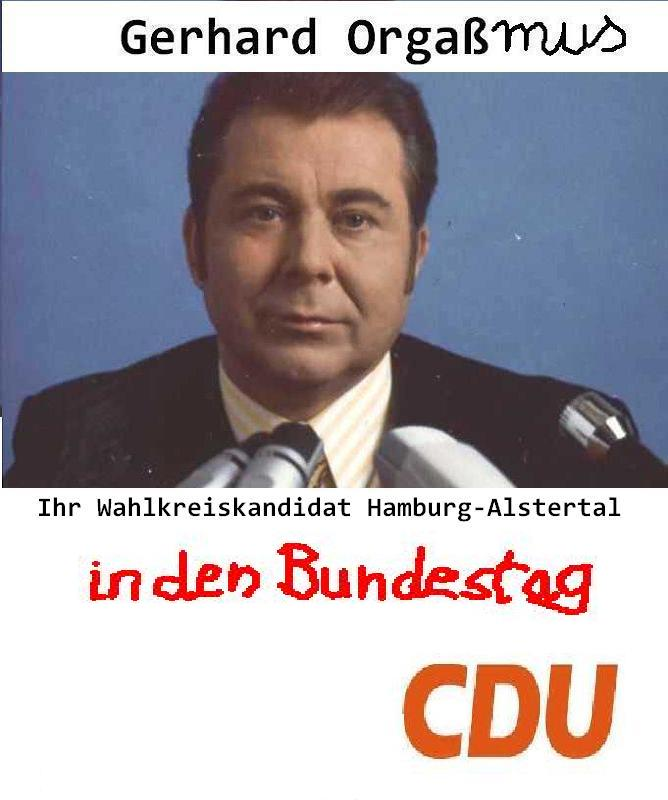 Gerhard Orgaßmus
Ihr Wahlkreiskandidat Hamburg-Alstertal
in den Bundestag
CDU